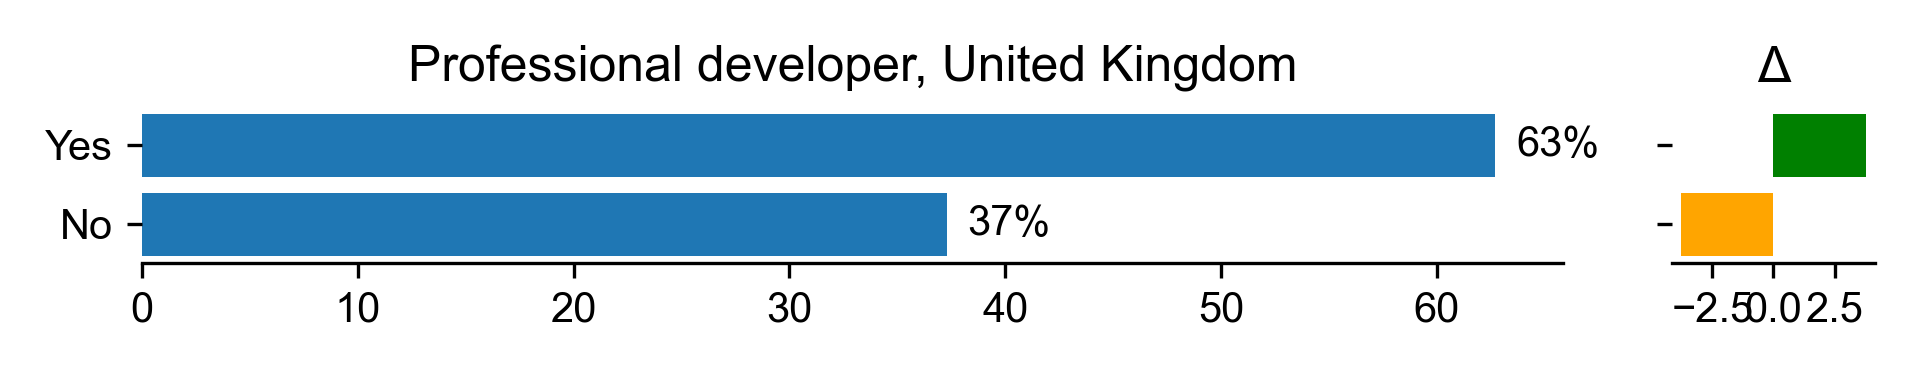 Professional developer, United Kingdom
Δ
Yes
63%
No
37%
0 10 20 30 40 50 60
−2.5 0.0 2.5